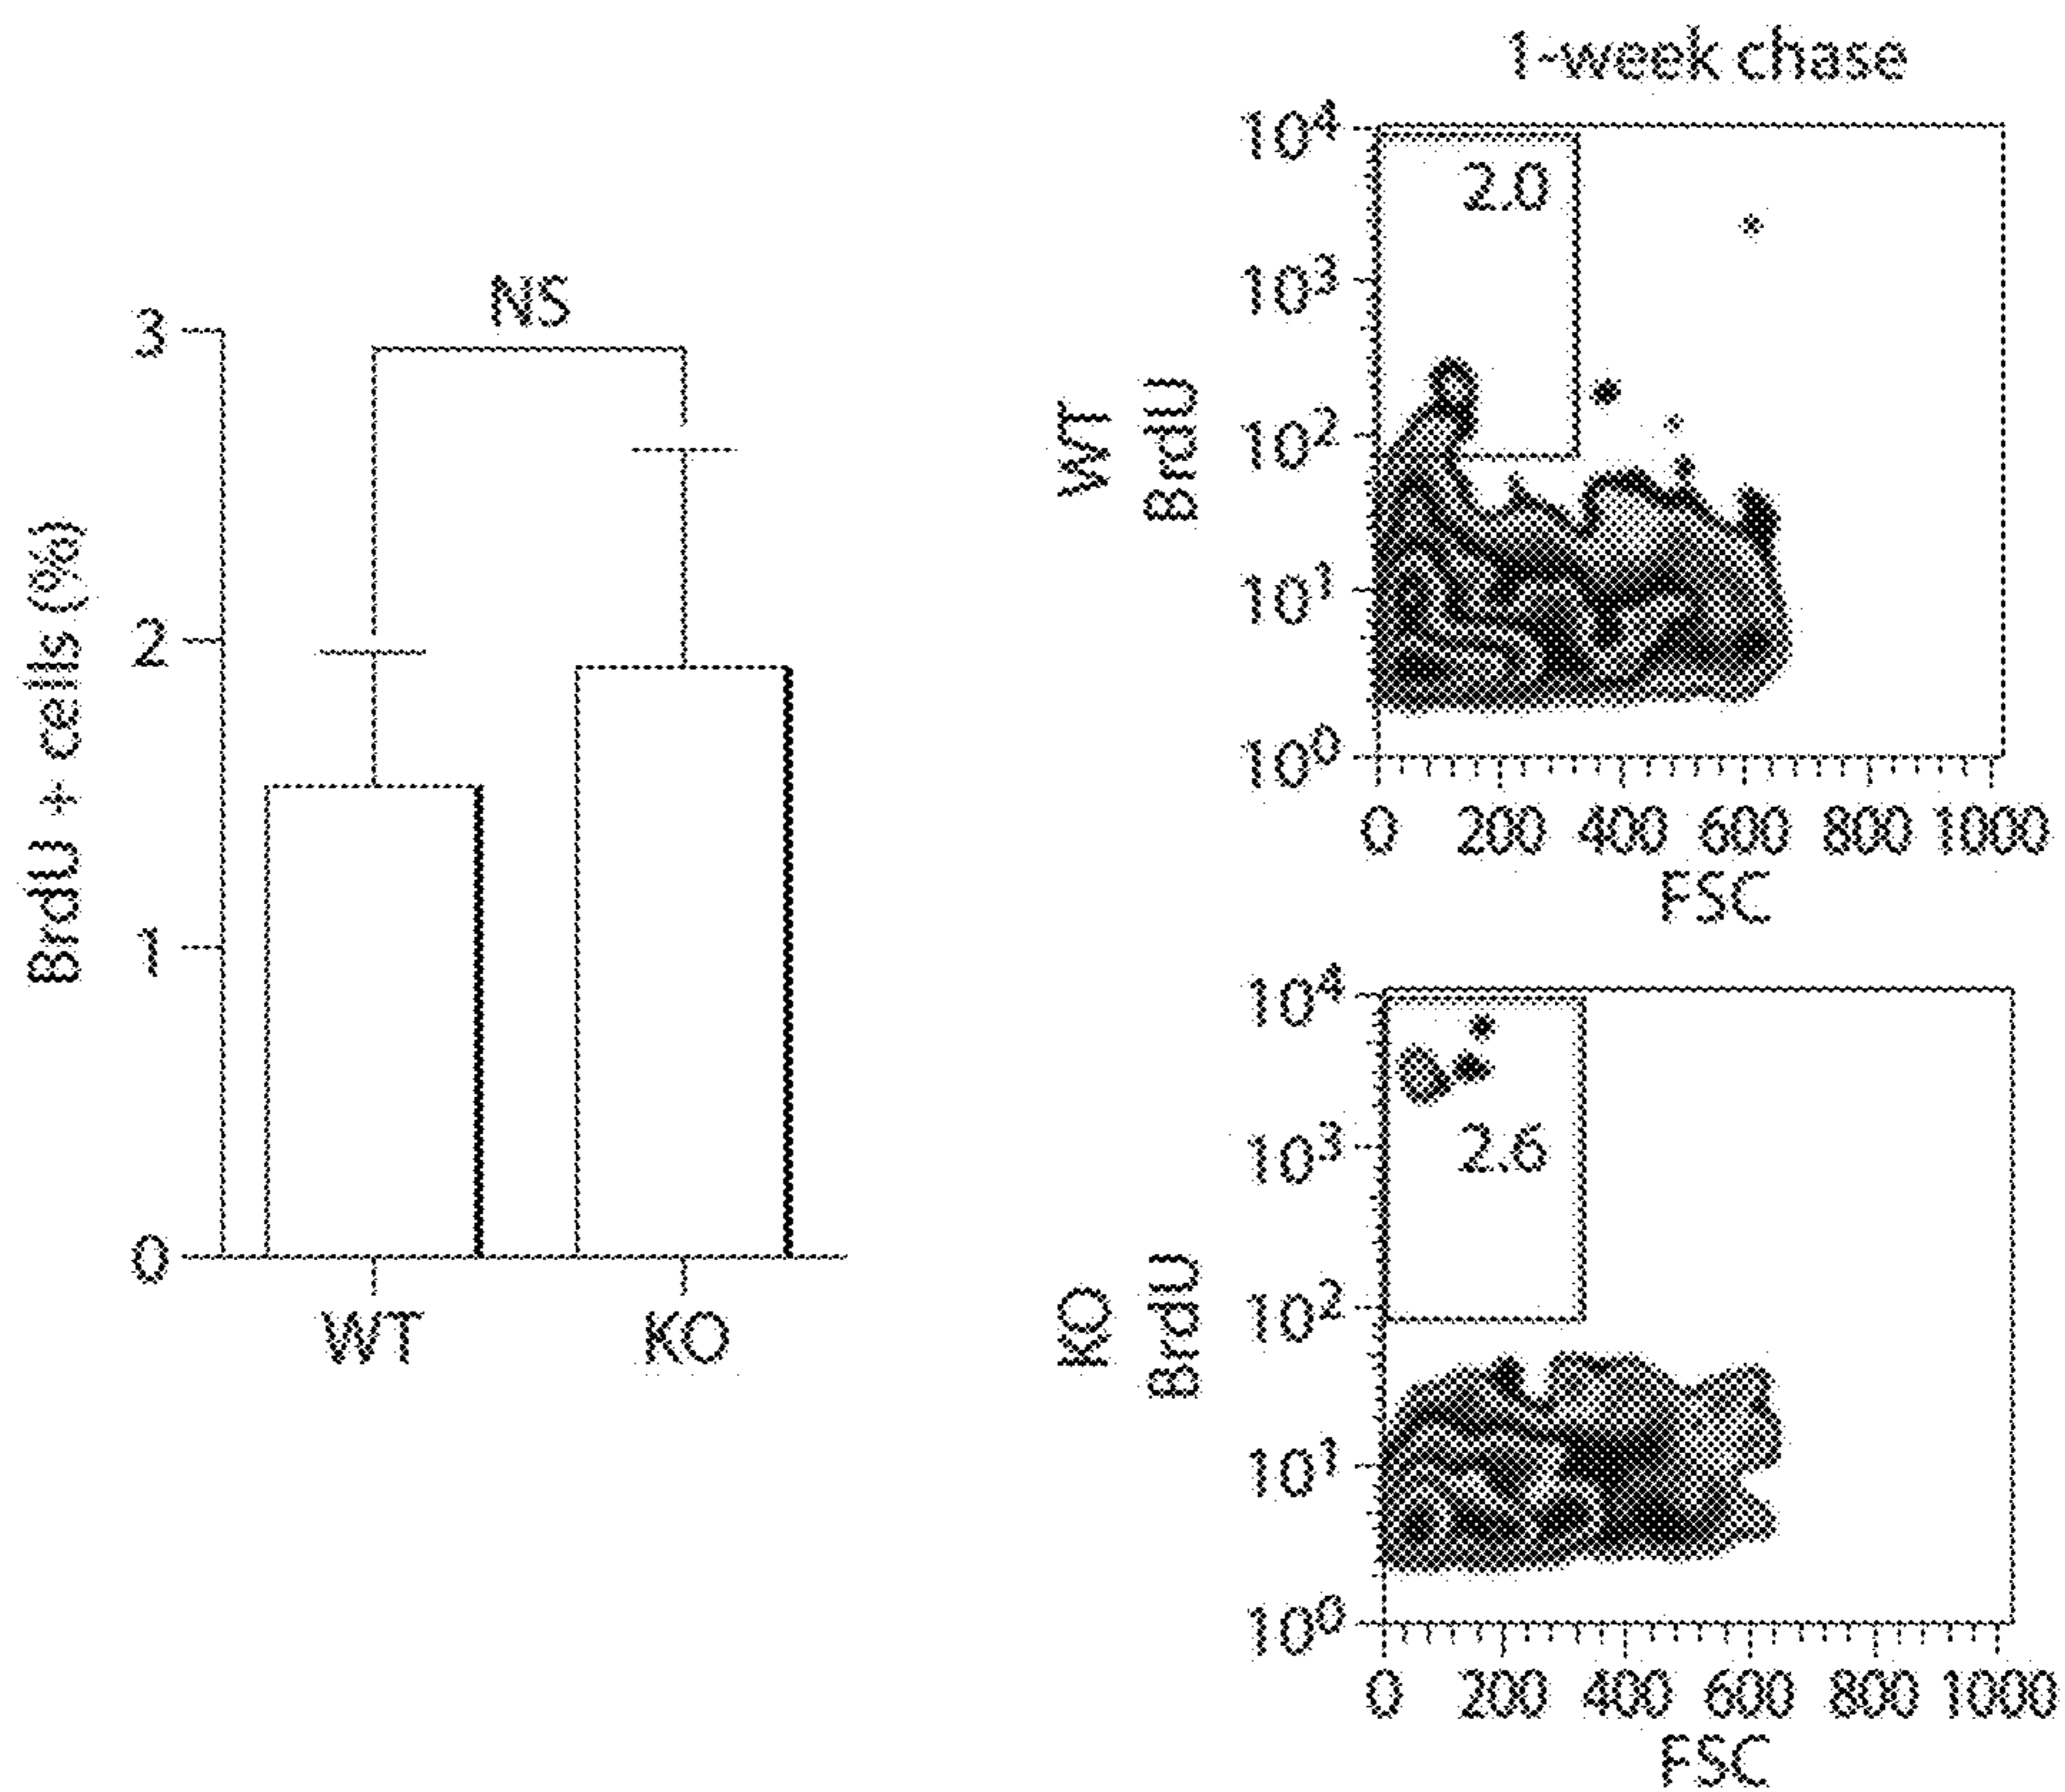 NS
3
2
1
0
BrdU + cells (%)
WT KO
1-week chase
10⁴
10³
10²
10¹
10⁰
2.0
WT
BrdU
0 200 400 600 800 1000
FSC
10⁴
10³
10²
10¹
10⁰
2.6
KO
BrdU
0 200 400 600 800 1000
FSC